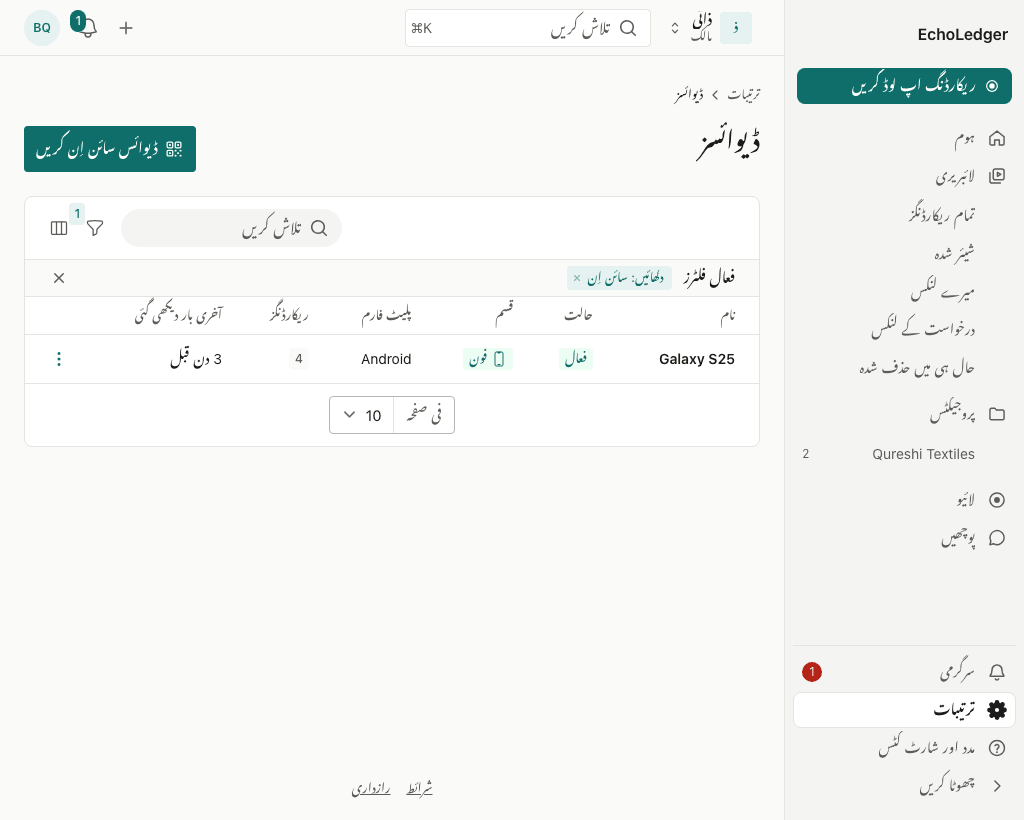 EchoLedger
ریکارڈنگ اپ لوڈ کریں
ہوم
لائبریری
تمام ریکارڈنگز
شیئر شدہ
میرے لنکس
درخواست کے لنکس
حال ہی میں حذف شدہ
پروجیکٹس
Qureshi Textiles 2
لائیو
پوچھیں
سرگرمی 1
ترتیبات
مدد اور شارٹ کٹس
چھوٹا کریں
ذ
ذاتی
مالک
تلاش کریں ⌘K
1
BQ
ترتیبات
ڈیوائسز
ڈیوائسز
ڈیوائس سائن اِن کریں
تلاش کریں
1
فعال فلٹرز
دکھائیں: سائن اِن ×
نام حالت قسم پلیٹ فارم ریکارڈنگز آخری بار دیکھی گئی
Galaxy S25 فعال فون Android 4 3 دن قبل
فی صفحہ 10
شرائط رازداری